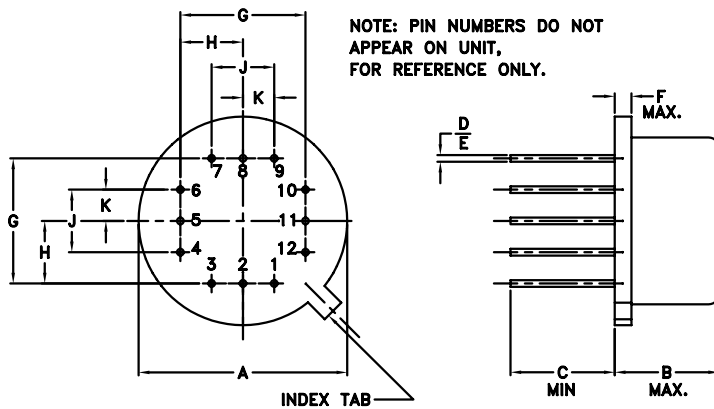 G
NOTE: PIN NUMBERS DO NOT
APPEAR ON UNIT,
FOR REFERENCE ONLY.
H
J
K
F
MAX.
D
E
7 8 9
6 10
5 11
4 12
3 2 1
G
H
J
K
A
INDEX TAB
C
MIN
B
MAX.